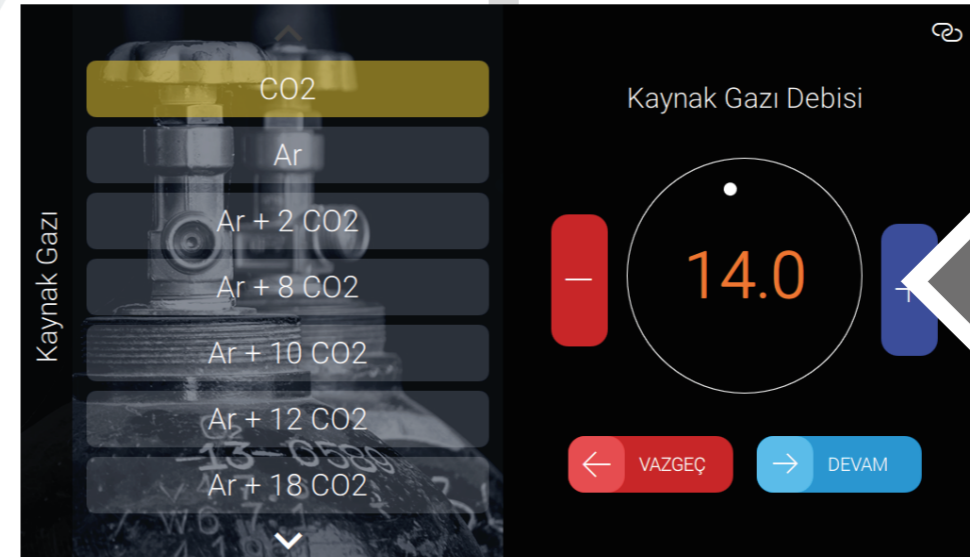 Kaynak Gazı
CO2
Ar
Ar + 2 CO2
Ar + 8 CO2
Ar + 10 CO2
Ar + 12 CO2
Ar + 18 CO2
Kaynak Gazı Debisi
−
14.0
+
VAZGEÇ
DEVAM